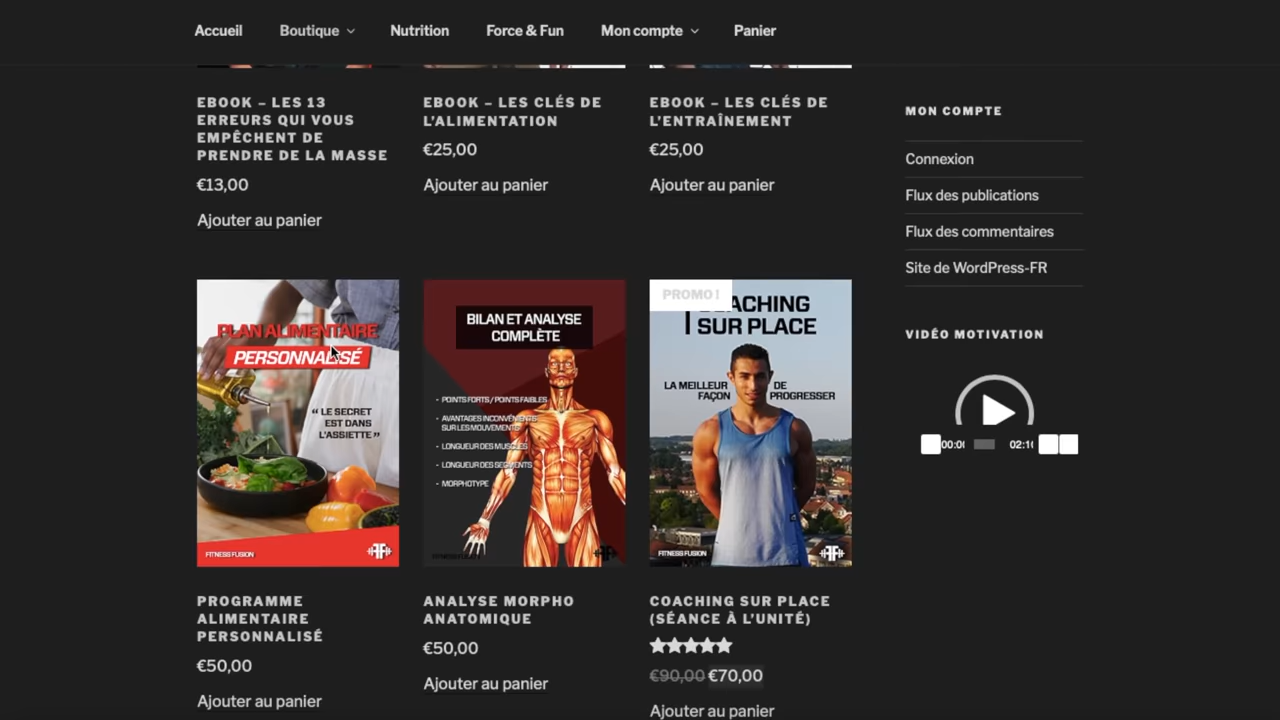 Accueil
Boutique
Nutrition
Force & Fun
Mon compte
Panier
EBOOK – LES 13
ERREURS QUI VOUS
EMPÊCHENT DE
PRENDRE DE LA MASSE
€13,00
Ajouter au panier
EBOOK – LES CLÉS DE
L'ALIMENTATION
€25,00
Ajouter au panier
EBOOK – LES CLÉS DE
L'ENTRAÎNEMENT
€25,00
Ajouter au panier
MON COMPTE
Connexion
Flux des publications
Flux des commentaires
Site de WordPress-FR
VIDÉO MOTIVATION
00:0
02:1
PLAN ALIMENTAIRE
PERSONNALISÉ
“ LE SECRET
EST DANS
L'ASSIETTE ”
FITNESS FUSION
PROGRAMME
ALIMENTAIRE
PERSONNALISÉ
€50,00
Ajouter au panier
BILAN ET ANALYSE
COMPLÈTE
- POINTS FORTS / POINTS FAIBLES
- AVANTAGES INCONVÉNIENTS
SUR LES MOUVEMENTS
- LONGUEUR DES MUSCLES
- LONGUEUR DES SEGMENTS
- MORPHOTYPE
ANALYSE MORPHO
ANATOMIQUE
€50,00
Ajouter au panier
PROMO !
COACHING
SUR PLACE
LA MEILLEUR DE
FAÇON PROGRESSER
FITNESS FUSION
COACHING SUR PLACE
(SÉANCE À L'UNITÉ)
€90,00 €70,00
Ajouter au panier